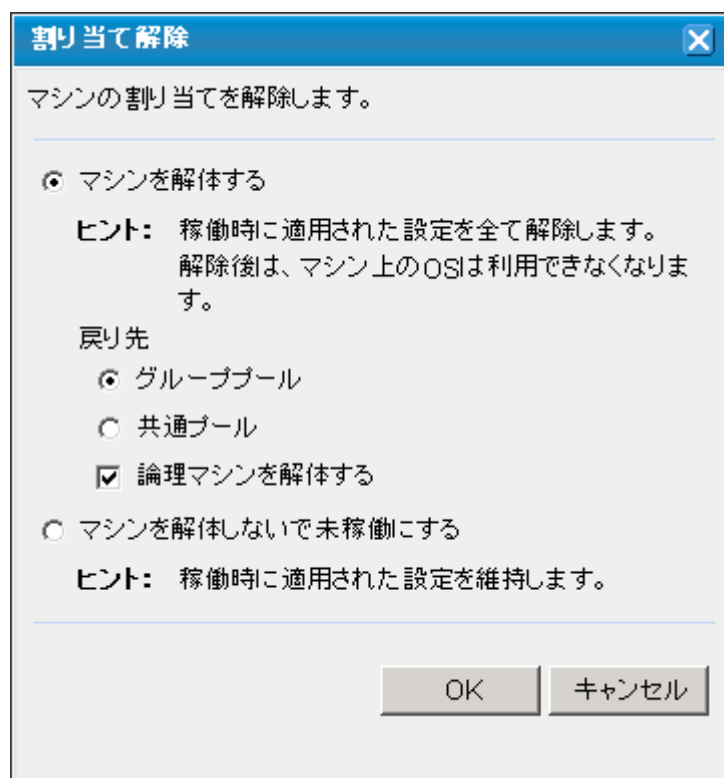 割り当て解除
マシンの割り当てを解除します。
マシンを解体する
ヒント： 稼働時に適用された設定を全て解除します。
解除後は、マシン上のOSは利用できなくなりま
す。
戻り先
グループプール
共通プール
論理マシンを解体する
マシンを解体しないで未稼働にする
ヒント： 稼働時に適用された設定を維持します。
OK キャンセル